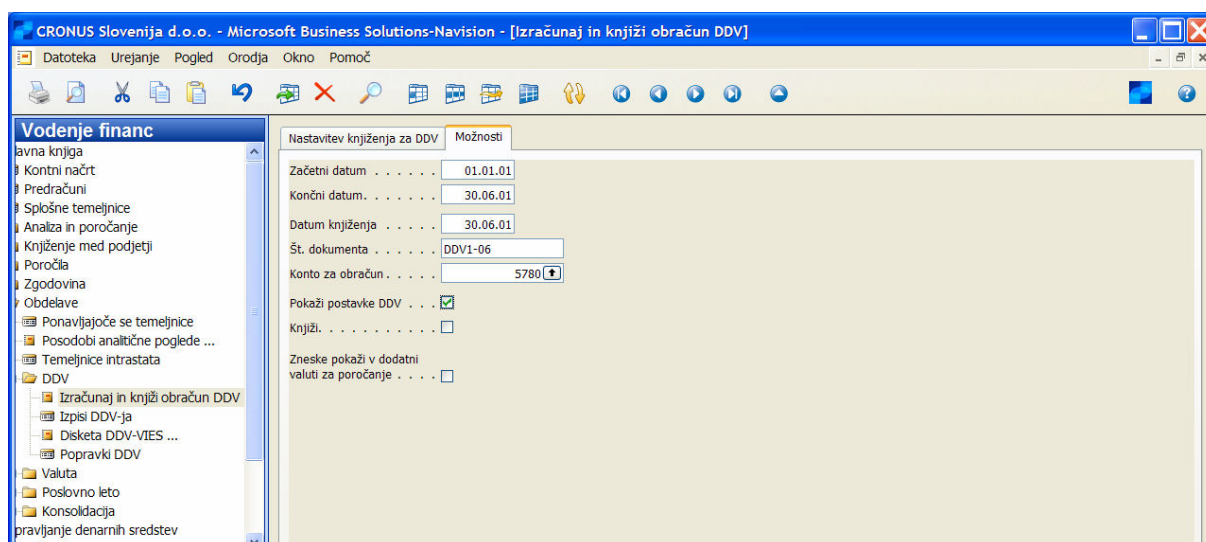 CRONUS Slovenija d.o.o. - Microsoft Business Solutions-Navision - [Izračunaj in knjiži obračun DDV]
Datoteka Urejanje Pogled Orodja Okno Pomoč
Vodenje financ
lavna knjiga
Kontni načrt
Predračuni
Splošne temeljnice
Analiza in poročanje
Knjiženje med podjetji
Poročila
Zgodovina
Obdelave
Ponavljajoče se temeljnice
Posodobi analitične poglede ...
Temeljnice intrastata
DDV
Izračunaj in knjiži obračun DDV
Izpisi DDV-ja
Disketa DDV-VIES ...
Popravki DDV
Valuta
Poslovno leto
Konsolidacija
pravljanje denarnih sredstev
Nastavitev knjiženja za DDV Možnosti
Začetni datum . . . . . . 01.01.01
Končni datum. . . . . . . 30.06.01
Datum knjiženja . . . . . 30.06.01
Št. dokumenta . . . . . . DDV1-06
Konto za obračun. . . . . 5780
Pokaži postavke DDV . . .
Knjiži. . . . . . . . . . .
Zneske pokaži v dodatni
valuti za poročanje . . . .